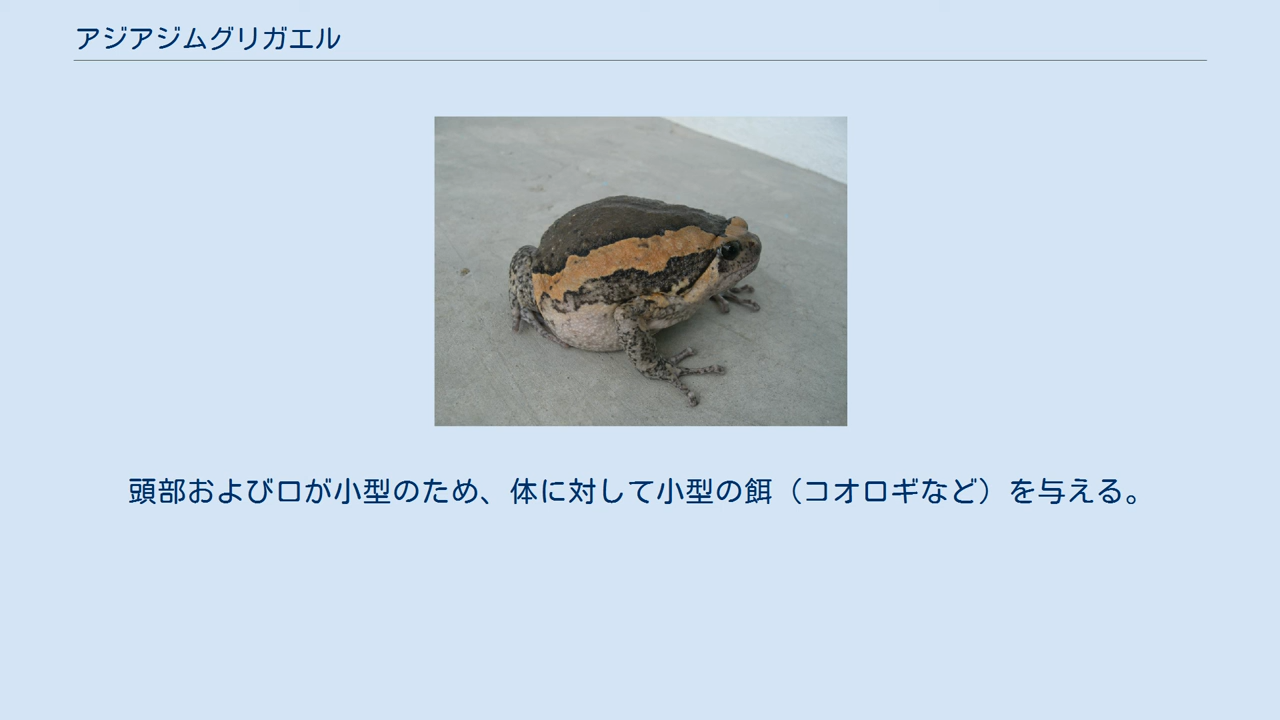 アジアジムグリガエル
頭部および口が小型のため、体に対して小型の餌（コオロギなど）を与える。